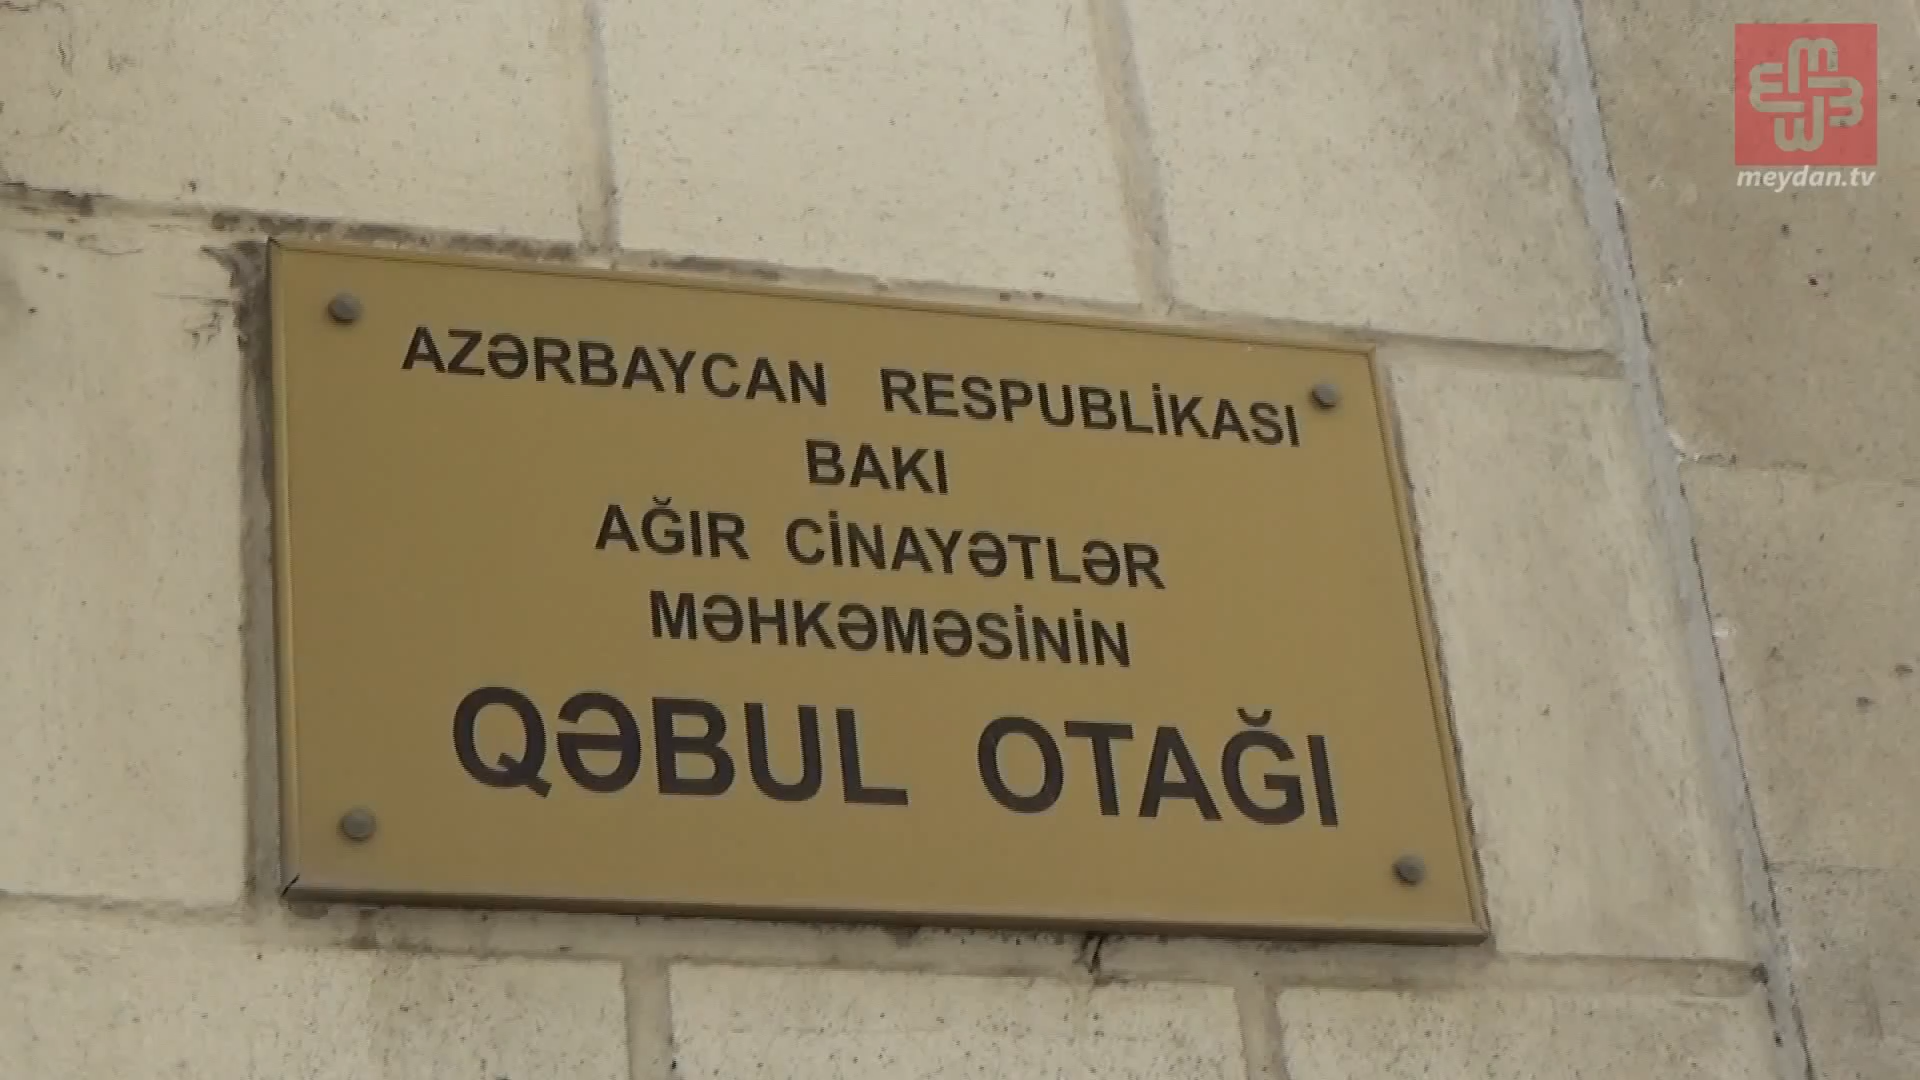 meydan.tv
AZƏRBAYCAN RESPUBLİKASI
BAKI
AĞIR CİNAYƏTLƏR
MƏHKƏMƏSİNİN
QƏBUL OTAĞI